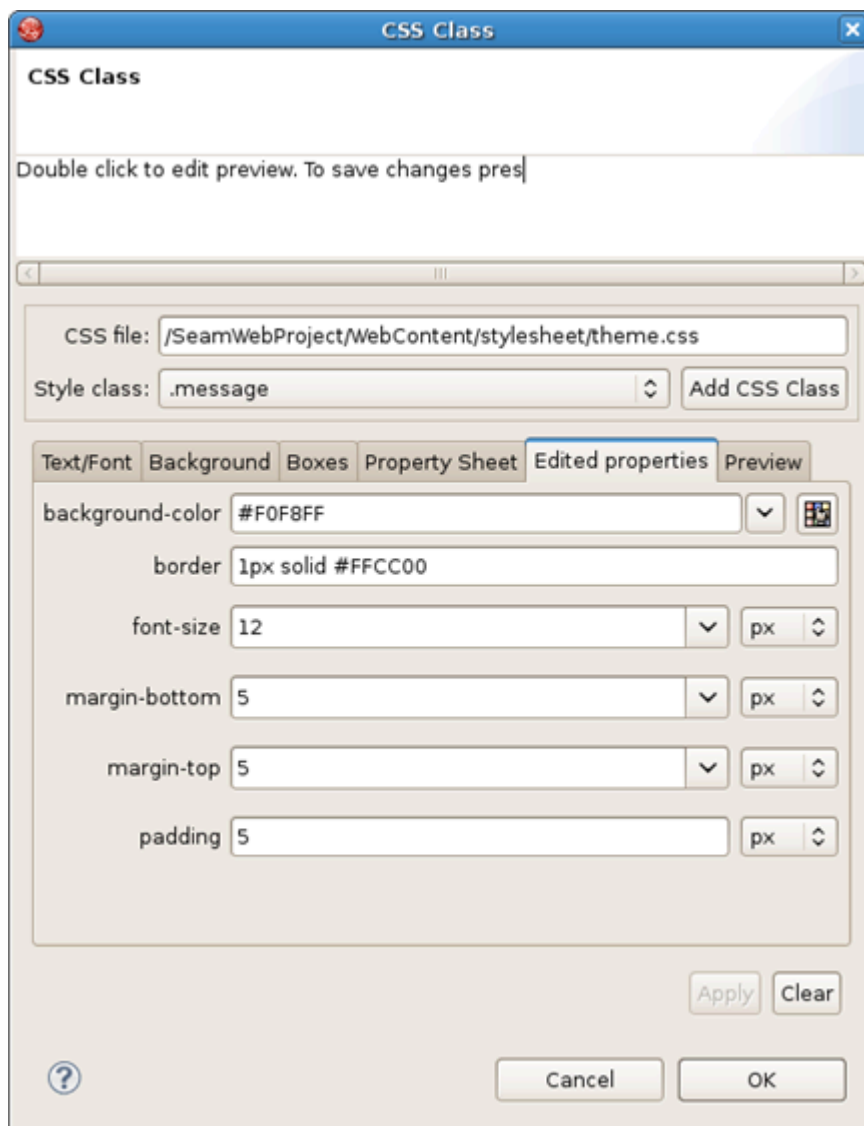 CSS Class
CSS Class
Double click to edit preview. To save changes pres
CSS file: /SeamWebProject/WebContent/stylesheet/theme.css
Style class: .message Add CSS Class
Text/Font Background Boxes Property Sheet Edited properties Preview
background-color #F0F8FF
border 1px solid #FFCC00
font-size 12 px
margin-bottom 5 px
margin-top 5 px
padding 5 px
Apply Clear
? Cancel OK